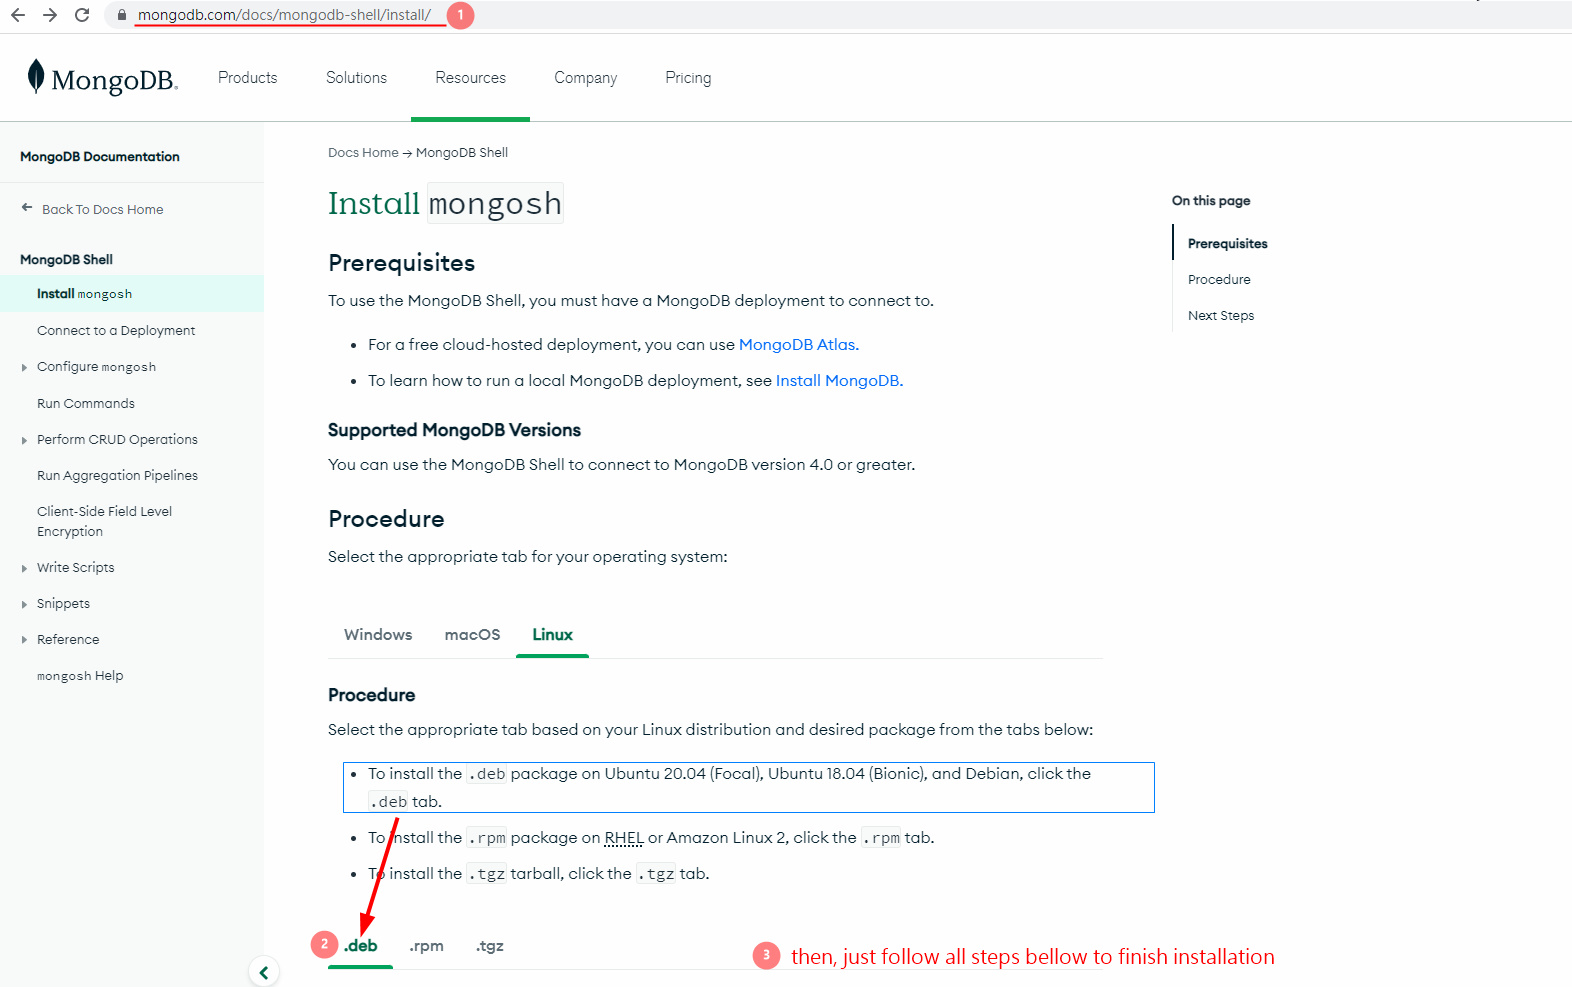 mongodb.com/docs/mongodb-shell/install/ 1
MongoDB. Products Solutions Resources Company Pricing
MongoDB Documentation
Back To Docs Home
MongoDB Shell
Install mongosh
Connect to a Deployment
Configure mongosh
Run Commands
Perform CRUD Operations
Run Aggregation Pipelines
Client-Side Field Level
Encryption
Write Scripts
Snippets
Reference
mongosh Help
Docs Home → MongoDB Shell
Install mongosh
Prerequisites
To use the MongoDB Shell, you must have a MongoDB deployment to connect to.
• For a free cloud-hosted deployment, you can use MongoDB Atlas.
• To learn how to run a local MongoDB deployment, see Install MongoDB.
Supported MongoDB Versions
You can use the MongoDB Shell to connect to MongoDB version 4.0 or greater.
Procedure
Select the appropriate tab for your operating system:
Windows macOS Linux
Procedure
Select the appropriate tab based on your Linux distribution and desired package from the tabs below:
• To install the .deb package on Ubuntu 20.04 (Focal), Ubuntu 18.04 (Bionic), and Debian, click the
.deb tab.
• To install the .rpm package on RHEL or Amazon Linux 2, click the .rpm tab.
• To install the .tgz tarball, click the .tgz tab.
2 .deb .rpm .tgz
3 then, just follow all steps bellow to finish installation
On this page
Prerequisites
Procedure
Next Steps